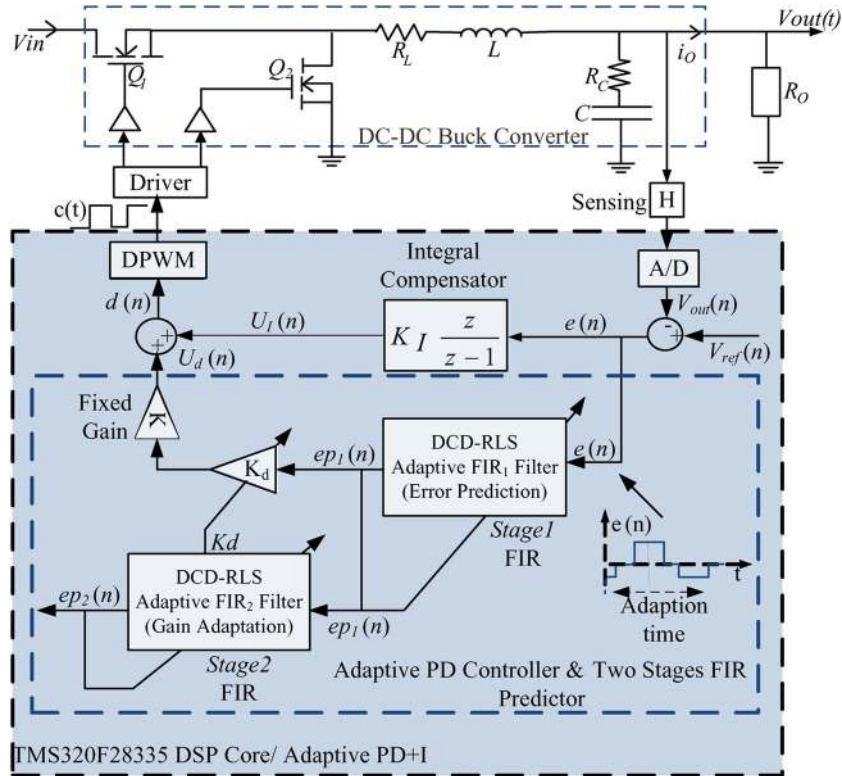 Vin
Q1
Q2
RL
L
iO
Vout(t)
RC
C
RO
DC-DC Buck Converter
Driver
c(t)
Sensing
H
DPWM
Integral
Compensator
A/D
d(n)
UI(n)
KI z
z-1
e(n)
Vout(n)
-
+
+
+
Vref(n)
Ud(n)
Fixed
Gain
K
Kd
ep1(n)
DCD-RLS
Adaptive FIR1 Filter
(Error Prediction)
e(n)
Stage1
FIR
Kd
DCD-RLS
Adaptive FIR2 Filter
(Gain Adaptation)
ep2(n)
ep1(n)
Stage2
FIR
e(n)
t
Adaption
time
Adaptive PD Controller & Two Stages FIR
Predictor
TMS320F28335 DSP Core/ Adaptive PD+I